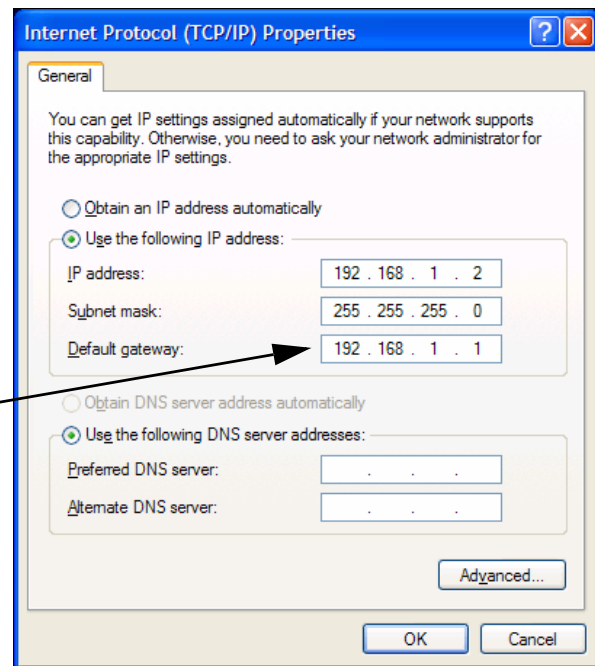 Internet Protocol (TCP/IP) Properties
General
You can get IP settings assigned automatically if your network supports
this capability. Otherwise, you need to ask your network administrator for
the appropriate IP settings.
Obtain an IP address automatically
Use the following IP address:
IP address: 192 . 168 . 1 . 2
Subnet mask: 255 . 255 . 255 . 0
Default gateway: 192 . 168 . 1 . 1
Obtain DNS server address automatically
Use the following DNS server addresses:
Preferred DNS server: . . .
Alternate DNS server: . . .
Advanced...
OK Cancel